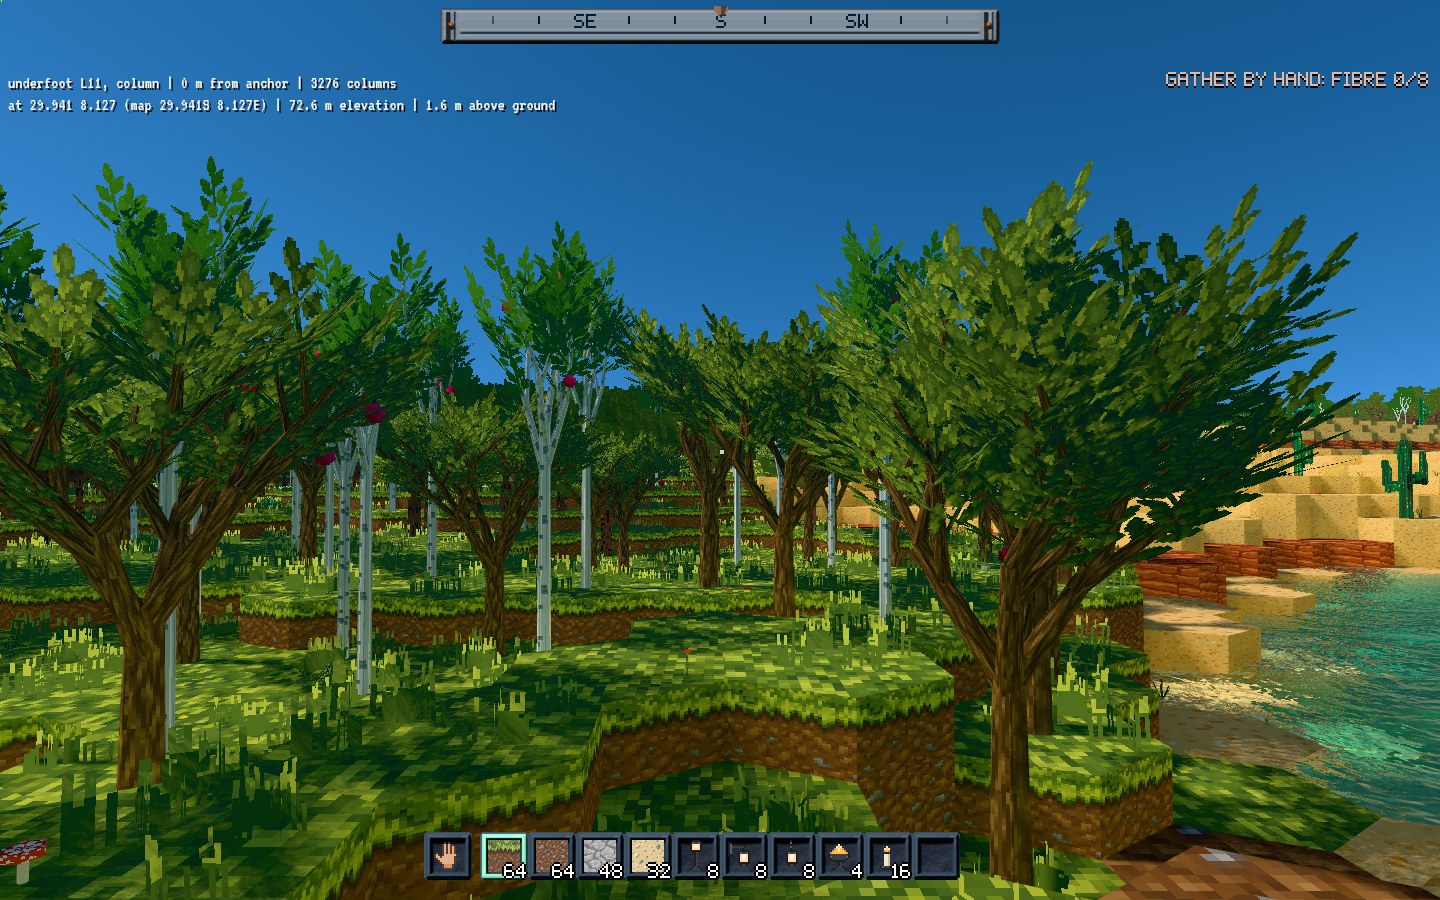 SE S SW
underfoot L11, column | 0 m from anchor | 3276 columns
GATHER BY HAND: FIBRE 0/8
at 29.941 8.127 (map 29.941S 8.127E) | 72.6 m elevation | 1.6 m above ground
64 64 48 32 8 8 8 4 16